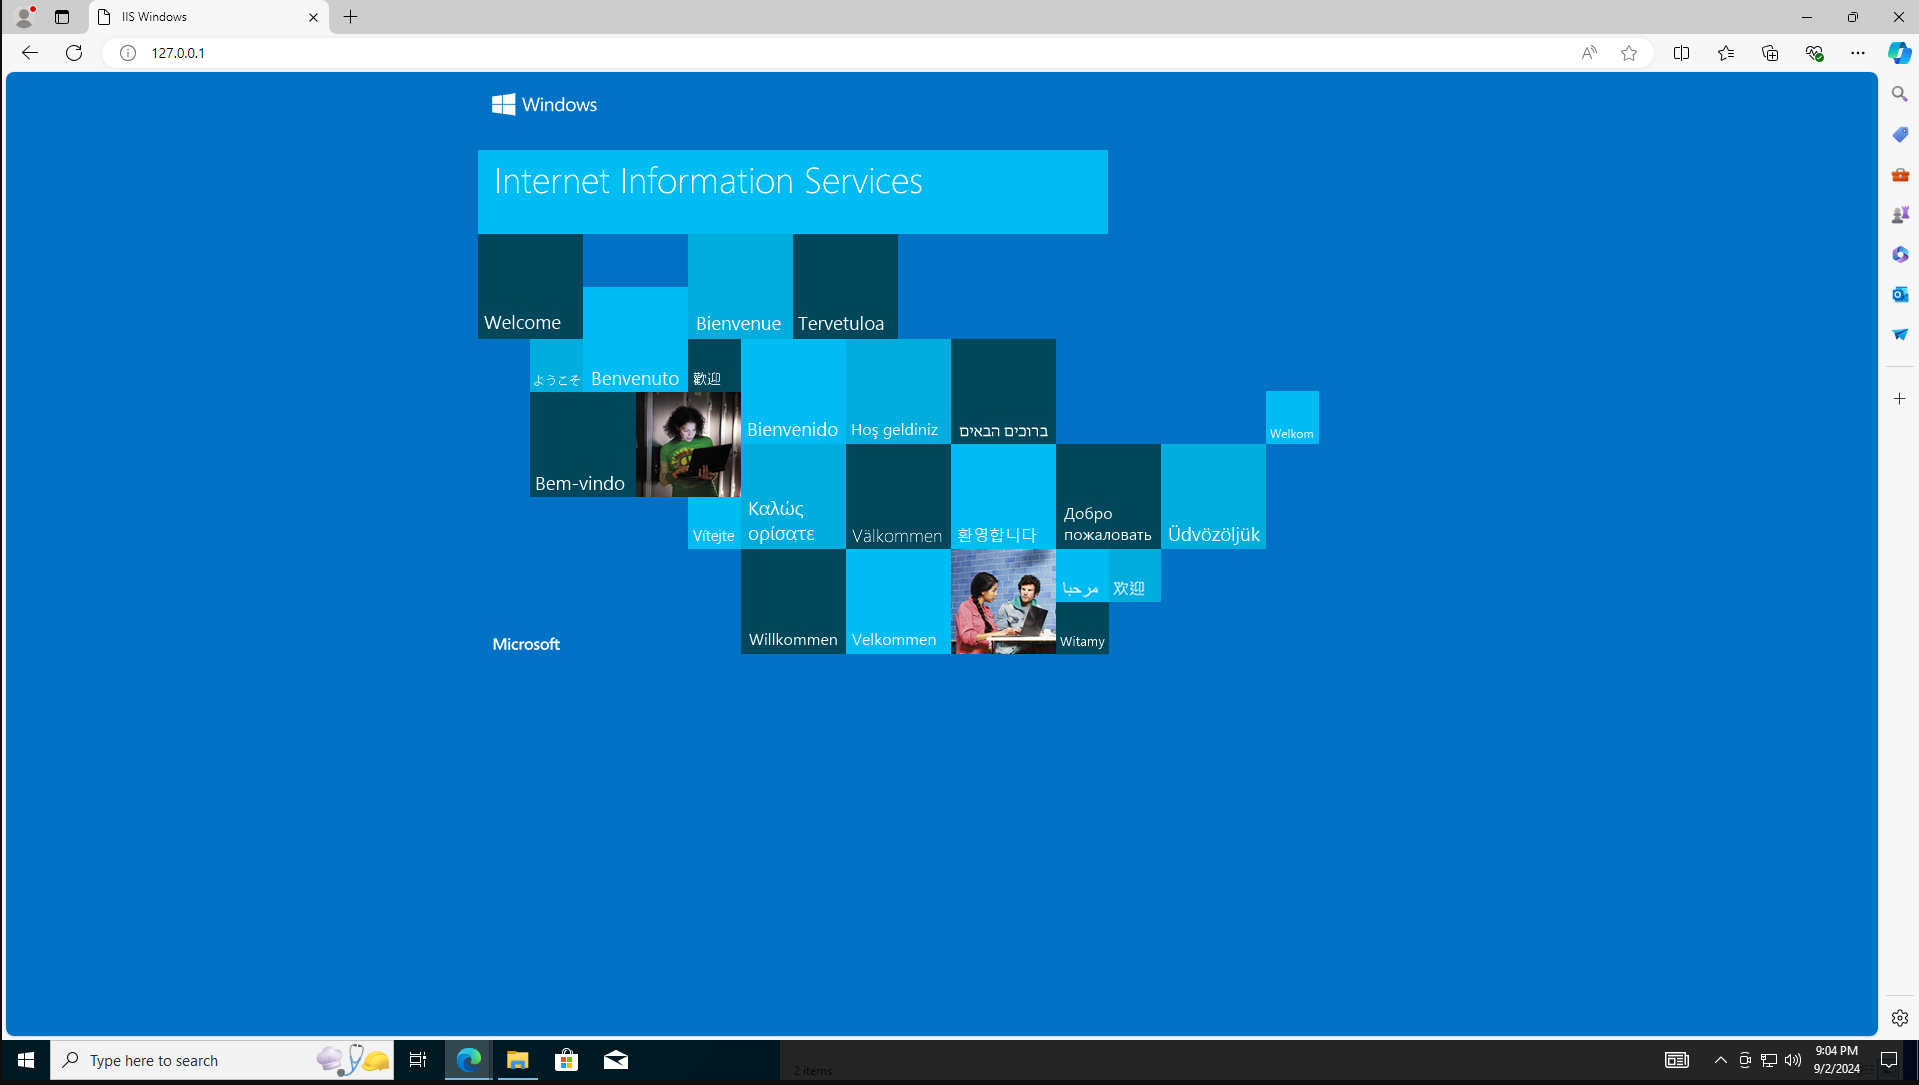 IIS Windows
127.0.0.1
Windows
Internet Information Services
Welcome
Bienvenue
Tervetuloa
ようこそ
Benvenuto
歡迎
Bienvenido
Hoş geldiniz
ברוכים הבאים
Welkom
Bem-vindo
Vítejte
Καλώς
ορίσατε
Välkommen
환영합니다
Добро
пожаловать
Üdvözöljük
مرحبا
欢迎
Microsoft
Willkommen
Velkommen
Witamy
Type here to search
2 items
9:04 PM
9/2/2024